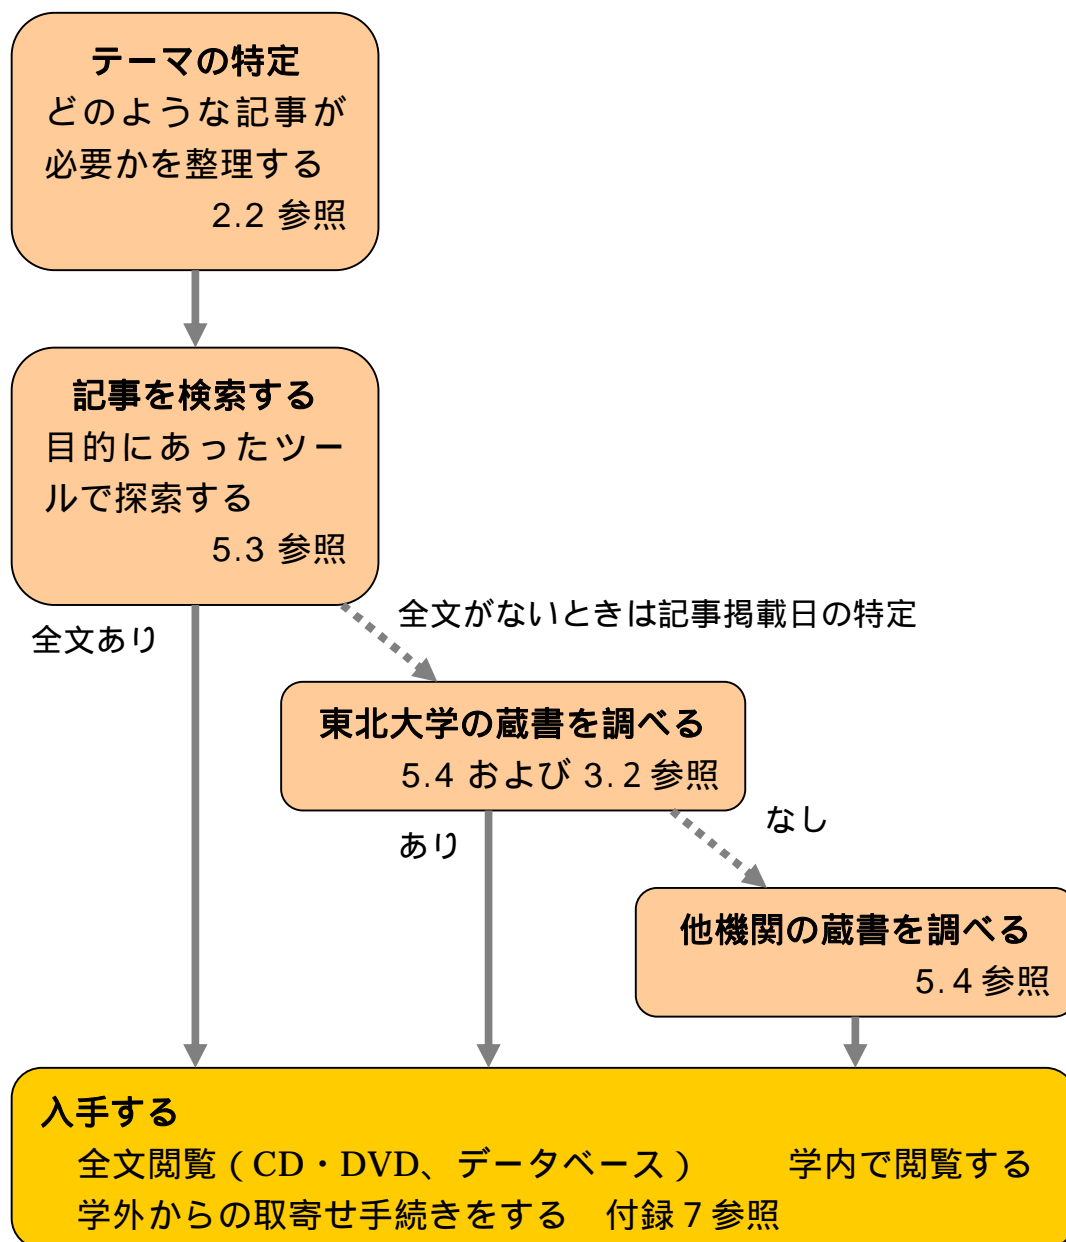 テーマの特定
どのような記事が
必要かを整理する
2.2 参照
記事を検索する
目的にあったツー
ルで探索する
5.3 参照
全文あり
全文がないときは記事掲載日の特定
東北大学の蔵書を調べる
5.4 および 3.2 参照
あり
なし
他機関の蔵書を調べる
5.4 参照
入手する
全文閲覧（CD・DVD、データベース）　　学内で閲覧する
学外からの取寄せ手続きをする　付録７参照